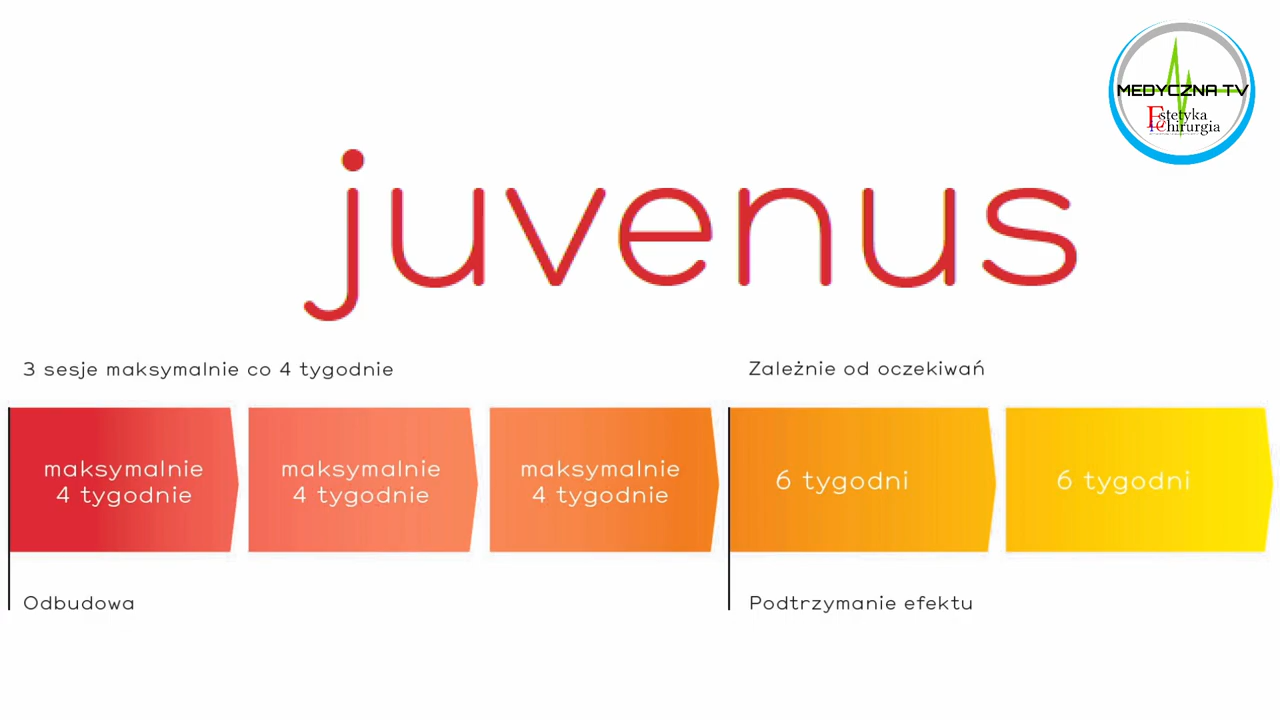 MEDYCZNA TV
Estetyka
Chirurgia
juvenus
3 sesje maksymalnie co 4 tygodnie
Zależnie od oczekiwań
maksymalnie
4 tygodnie
maksymalnie
4 tygodnie
maksymalnie
4 tygodnie
6 tygodni
6 tygodni
Odbudowa
Podtrzymanie efektu